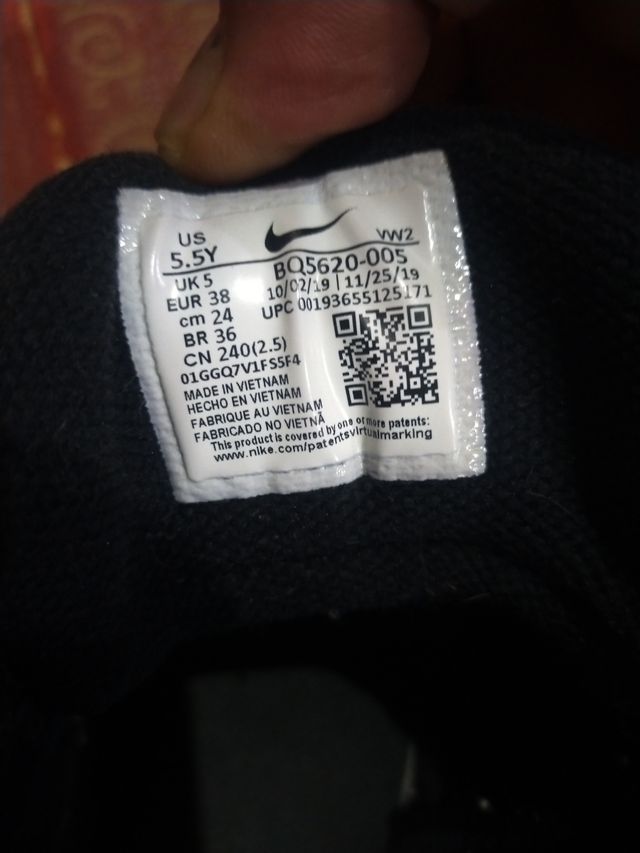 US
5.5Y
VW2
UK 5
BQ5620-005
EUR 38
10/02/19 | 11/25/19
cm 24
UPC 00193655125171
BR 36
CN 240(2.5)
01GGQ7V1FS5F4
MADE IN VIETNAM
HECHO EN VIETNAM
FABRIQUE AU VIETNAM
FABRICADO NO VIETNÃ
This product is covered by one or more patents:
www.nike.com/patentsvirtualmarking